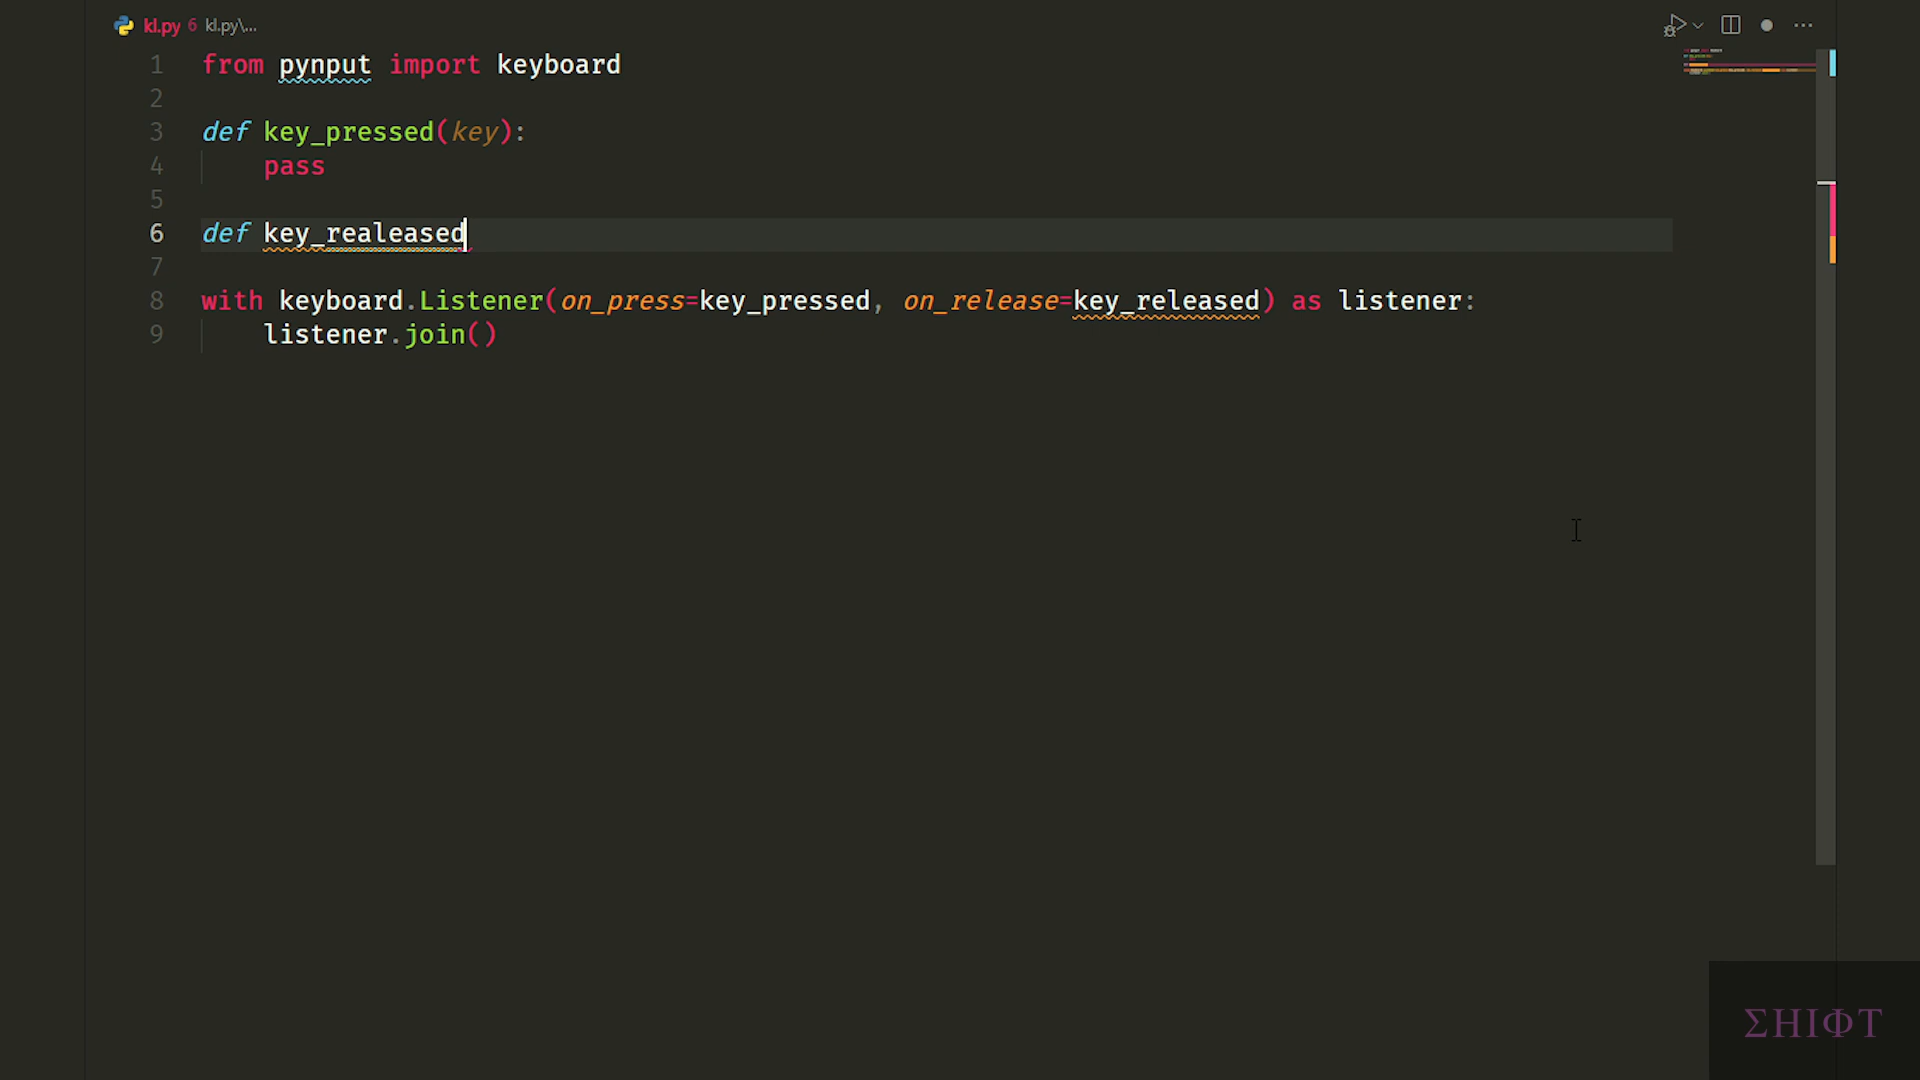 kl.py 6 kl.py\...
1 from pynput import keyboard
2
3 def key_pressed(key):
4     pass
5
6 def key_realeased
7
8 with keyboard.Listener(on_press=key_pressed, on_release=key_released) as listener:
9     listener.join()
ΣHIΦT